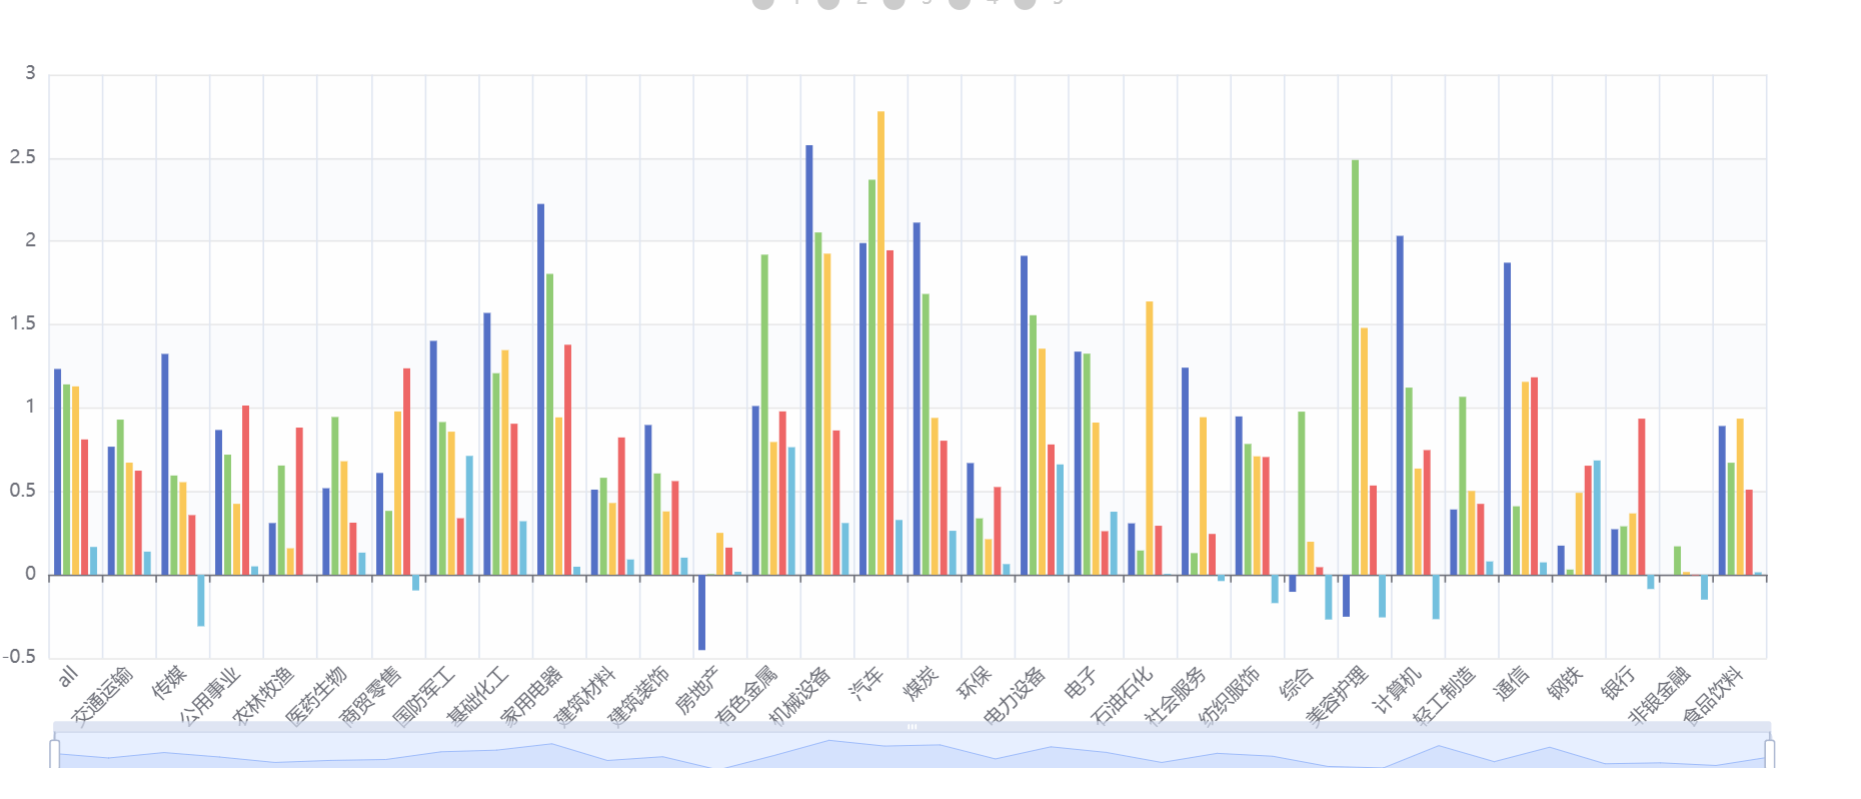 1 2 3 4 5
3
2.5
2
1.5
1
0.5
0
-0.5
all
交通运输
传媒
公用事业
农林牧渔
医药生物
商贸零售
国防军工
基础化工
家用电器
建筑材料
建筑装饰
房地产
有色金属
机械设备
汽车
煤炭
环保
电力设备
电子
石油石化
社会服务
纺织服饰
综合
美容护理
计算机
轻工制造
通信
钢铁
银行
非银金融
食品饮料